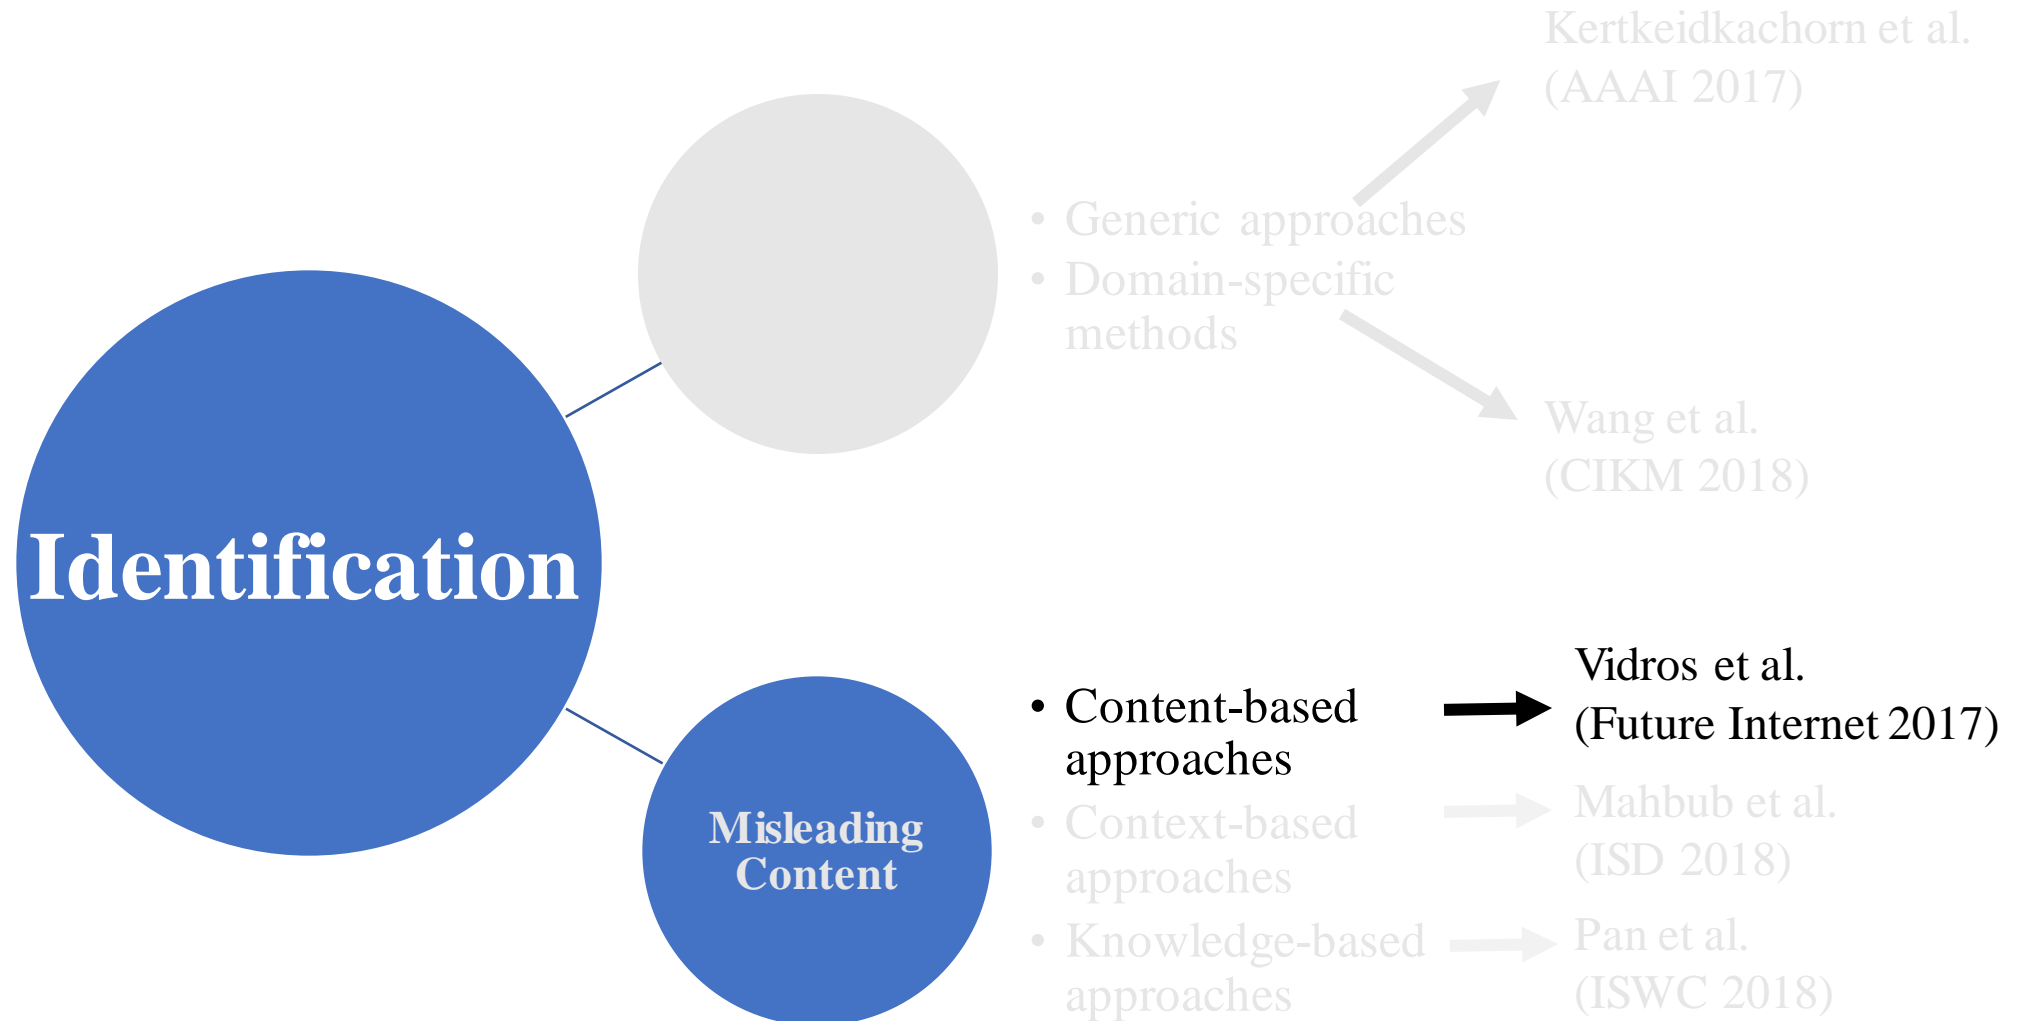 Kertkeidkachorn et al.
(AAAI 2017)
• Generic approaches
• Domain-specific
methods
Wang et al.
(CIKM 2018)
Identification
Misleading
Content
• Content-based
approaches
Vidros et al.
(Future Internet 2017)
• Context-based
approaches
Mahbub et al.
(ISD 2018)
• Knowledge-based
approaches
Pan et al.
(ISWC 2018)